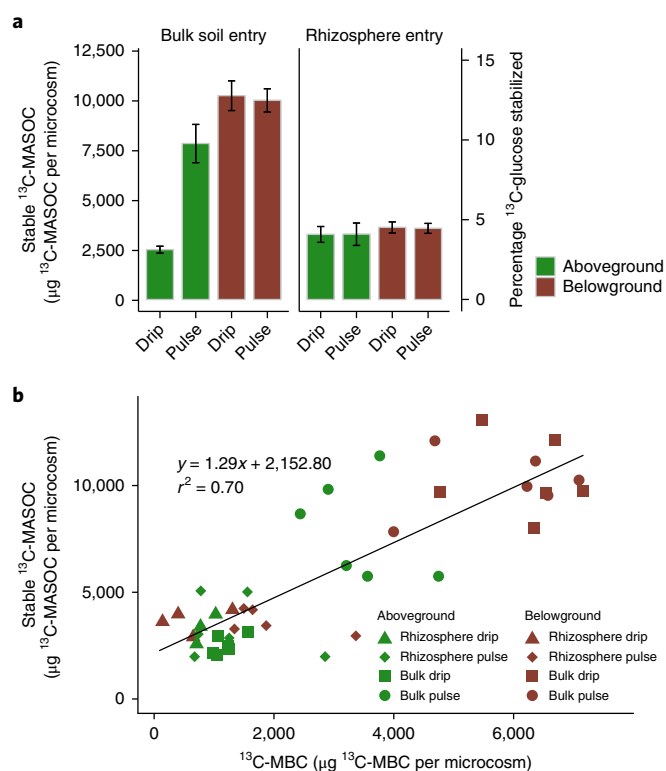 a
Bulk soil entry
Rhizosphere entry
Stable ¹³C-MASOC
(µg ¹³C-MASOC per microcosm)
12,500
10,000
7,500
5,000
2,500
0
15
10
5
0
Percentage ¹³C-glucose stabilized
Drip
Pulse
Drip
Pulse
Drip
Pulse
Drip
Pulse
Aboveground
Belowground
b
Stable ¹³C-MASOC
(µg ¹³C-MASOC per microcosm)
10,000
5,000
0
y = 1.29x + 2,152.80
r² = 0.70
Aboveground
Rhizosphere drip
Rhizosphere pulse
Bulk drip
Bulk pulse
Belowground
Rhizosphere drip
Rhizosphere pulse
Bulk drip
Bulk pulse
0
2,000
4,000
6,000
¹³C-MBC (µg ¹³C-MBC per microcosm)